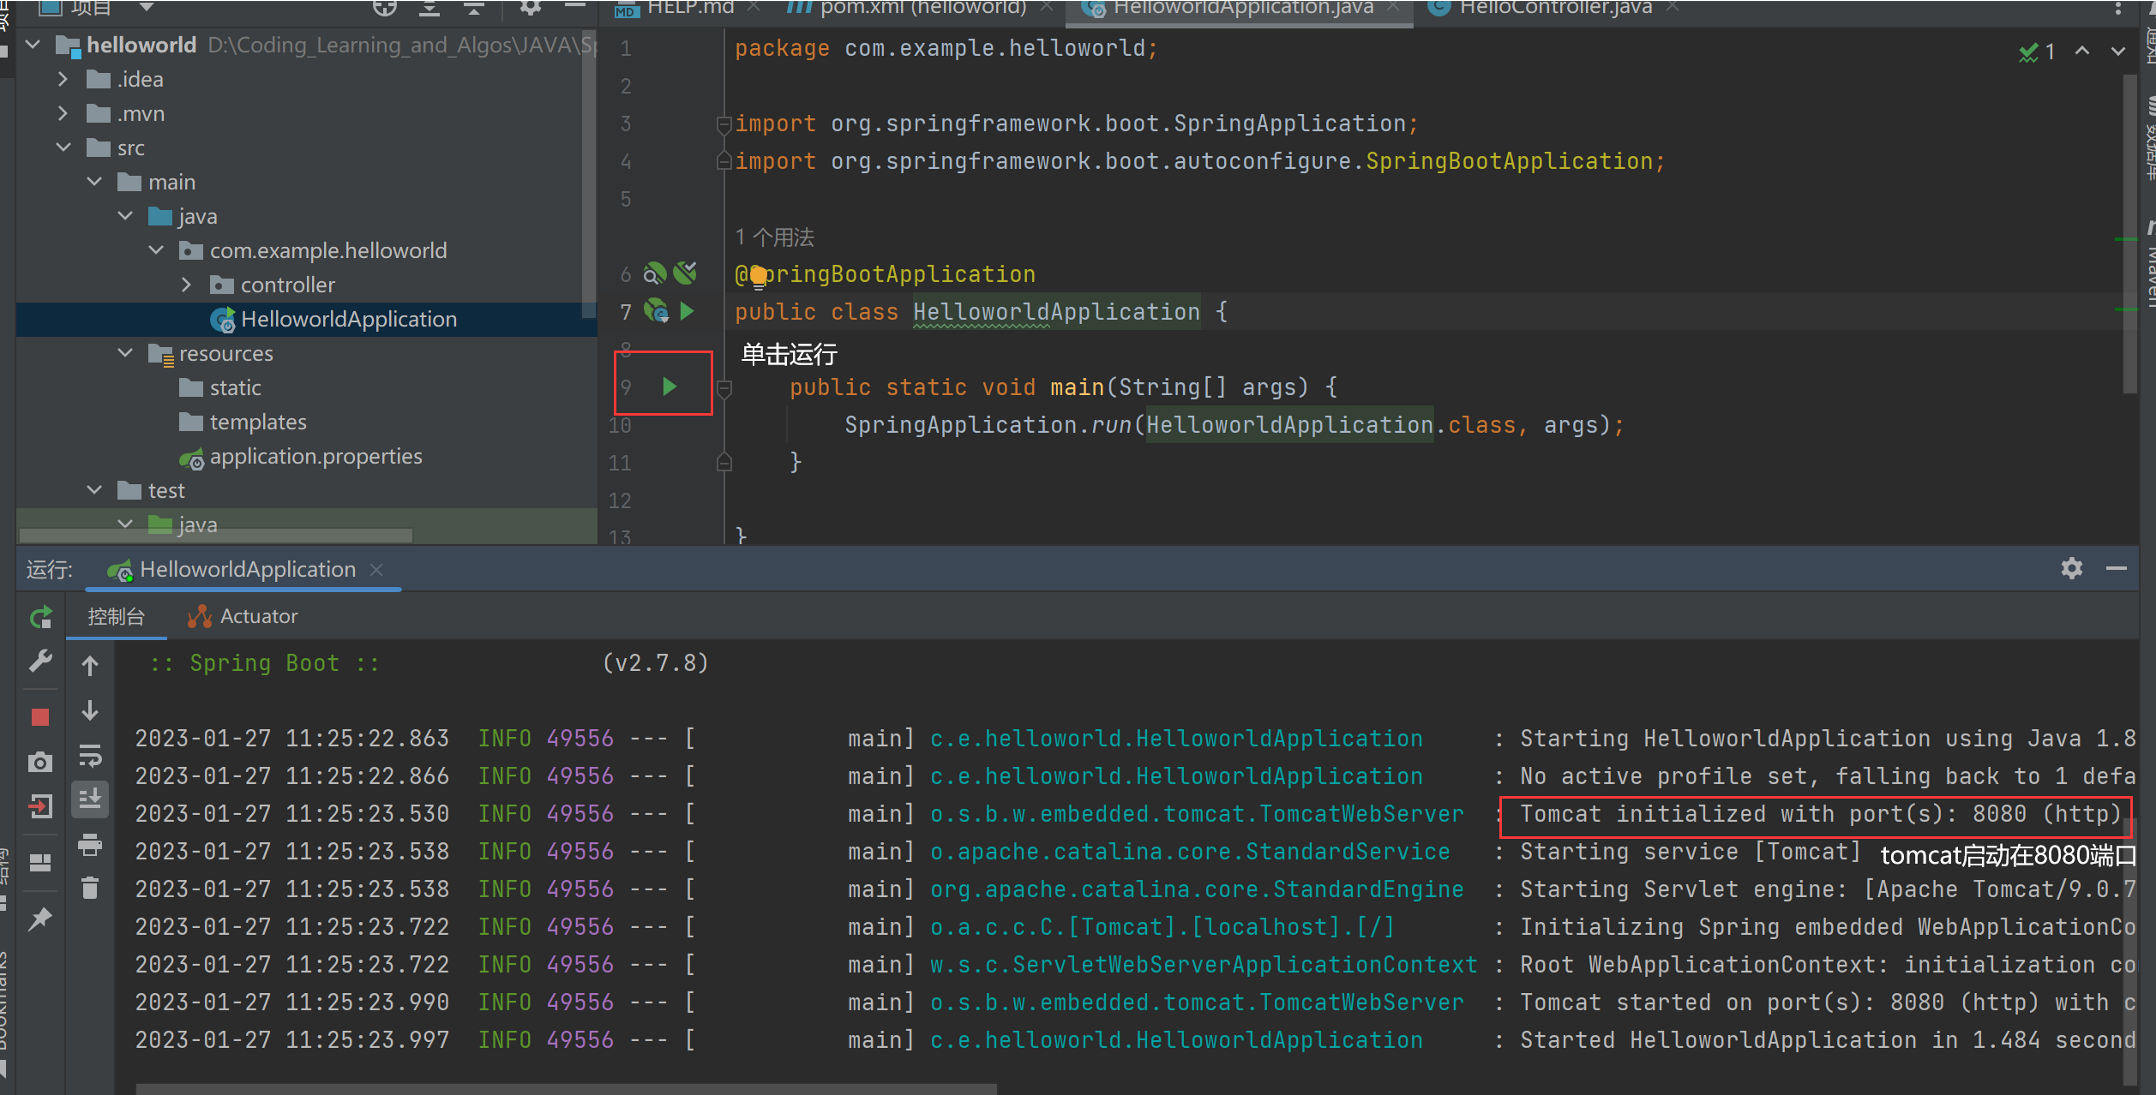 项目
HELP.md
pom.xml (helloworld)
HelloworldApplication.java
HelloController.java
helloworld D:\Coding_Learning_and_Algos\JAVA\Sp
.idea
.mvn
src
main
java
com.example.helloworld
controller
HelloworldApplication
resources
static
templates
application.properties
test
java
1 package com.example.helloworld;
2
3 import org.springframework.boot.SpringApplication;
4 import org.springframework.boot.autoconfigure.SpringBootApplication;
5
1 个用法
6 @SpringBootApplication
7 public class HelloworldApplication {
8 单击运行
9 public static void main(String[] args) {
10 SpringApplication.run(HelloworldApplication.class, args);
11 }
12
13 }
1
通知
数据库
Maven
运行: HelloworldApplication
控制台 Actuator
:: Spring Boot :: (v2.7.8)
2023-01-27 11:25:22.863 INFO 49556 --- [ main] c.e.helloworld.HelloworldApplication : Starting HelloworldApplication using Java 1.8
2023-01-27 11:25:22.866 INFO 49556 --- [ main] c.e.helloworld.HelloworldApplication : No active profile set, falling back to 1 defa
2023-01-27 11:25:23.530 INFO 49556 --- [ main] o.s.b.w.embedded.tomcat.TomcatWebServer : Tomcat initialized with port(s): 8080 (http)
2023-01-27 11:25:23.538 INFO 49556 --- [ main] o.apache.catalina.core.StandardService : Starting service [Tomcat] tomcat启动在8080端口
2023-01-27 11:25:23.538 INFO 49556 --- [ main] org.apache.catalina.core.StandardEngine : Starting Servlet engine: [Apache Tomcat/9.0.7
2023-01-27 11:25:23.722 INFO 49556 --- [ main] o.a.c.c.C.[Tomcat].[localhost].[/] : Initializing Spring embedded WebApplicationCo
2023-01-27 11:25:23.722 INFO 49556 --- [ main] w.s.c.ServletWebServerApplicationContext : Root WebApplicationContext: initialization co
2023-01-27 11:25:23.990 INFO 49556 --- [ main] o.s.b.w.embedded.tomcat.TomcatWebServer : Tomcat started on port(s): 8080 (http) with c
2023-01-27 11:25:23.997 INFO 49556 --- [ main] c.e.helloworld.HelloworldApplication : Started HelloworldApplication in 1.484 second
结构
Bookmarks